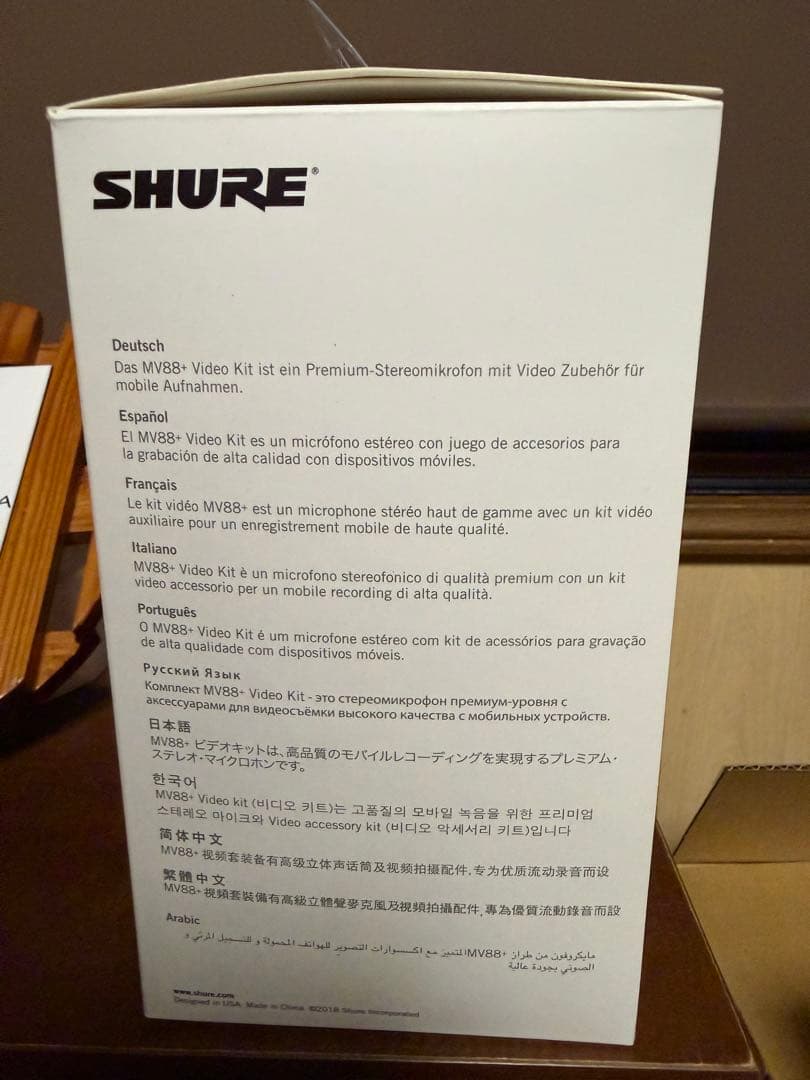 SHURE®
Deutsch
Das MV88+ Video Kit ist ein Premium-Stereomikrofon mit Video Zubehör für
mobile Aufnahmen.
Español
El MV88+ Video Kit es un micrófono estéreo con juego de accesorios para
la grabación de alta calidad con dispositivos móviles.
Français
Le kit vidéo MV88+ est un microphone stéréo haut de gamme avec un kit vidéo
auxiliaire pour un enregistrement mobile de haute qualité.
Italiano
MV88+ Video Kit è un microfono stereofonico di qualità premium con un kit
video accessorio per un mobile recording di alta qualità.
Português
O MV88+ Video Kit é um microfone estéreo com kit de acessórios para gravação
de alta qualidade com dispositivos móveis.
Русский Язык
Комплект MV88+ Video Kit - это стереомикрофон премиум-уровня с
аксессуарами для видеосъёмки высокого качества с мобильных устройств.
日本語
MV88+ ビデオキットは、高品質のモバイルレコーディングを実現するプレミアム・
ステレオ・マイクロホンです。
한국어
MV88+ Video kit (비디오 키트)는 고품질의 모바일 녹음을 위한 프리미엄
스테레오 마이크와 Video accessory kit (비디오 악세서리 키트)입니다
简体中文
MV88+ 视频套装备有高级立体声话筒及视频拍摄配件,专为优质流动录音而设
繁體中文
MV88+ 視頻套裝備有高級立體聲麥克風及視頻拍攝配件,專為優質流動錄音而設
Arabic
مايكروفون من طراز +MV88المتميز مع اكسسوارات التصوير للهواتف المحمولة و للتسجيل المرئي و
الصوتي بجودة عالية
www.shure.com
Designed in USA. Made in China. ©2018 Shure Incorporated
A